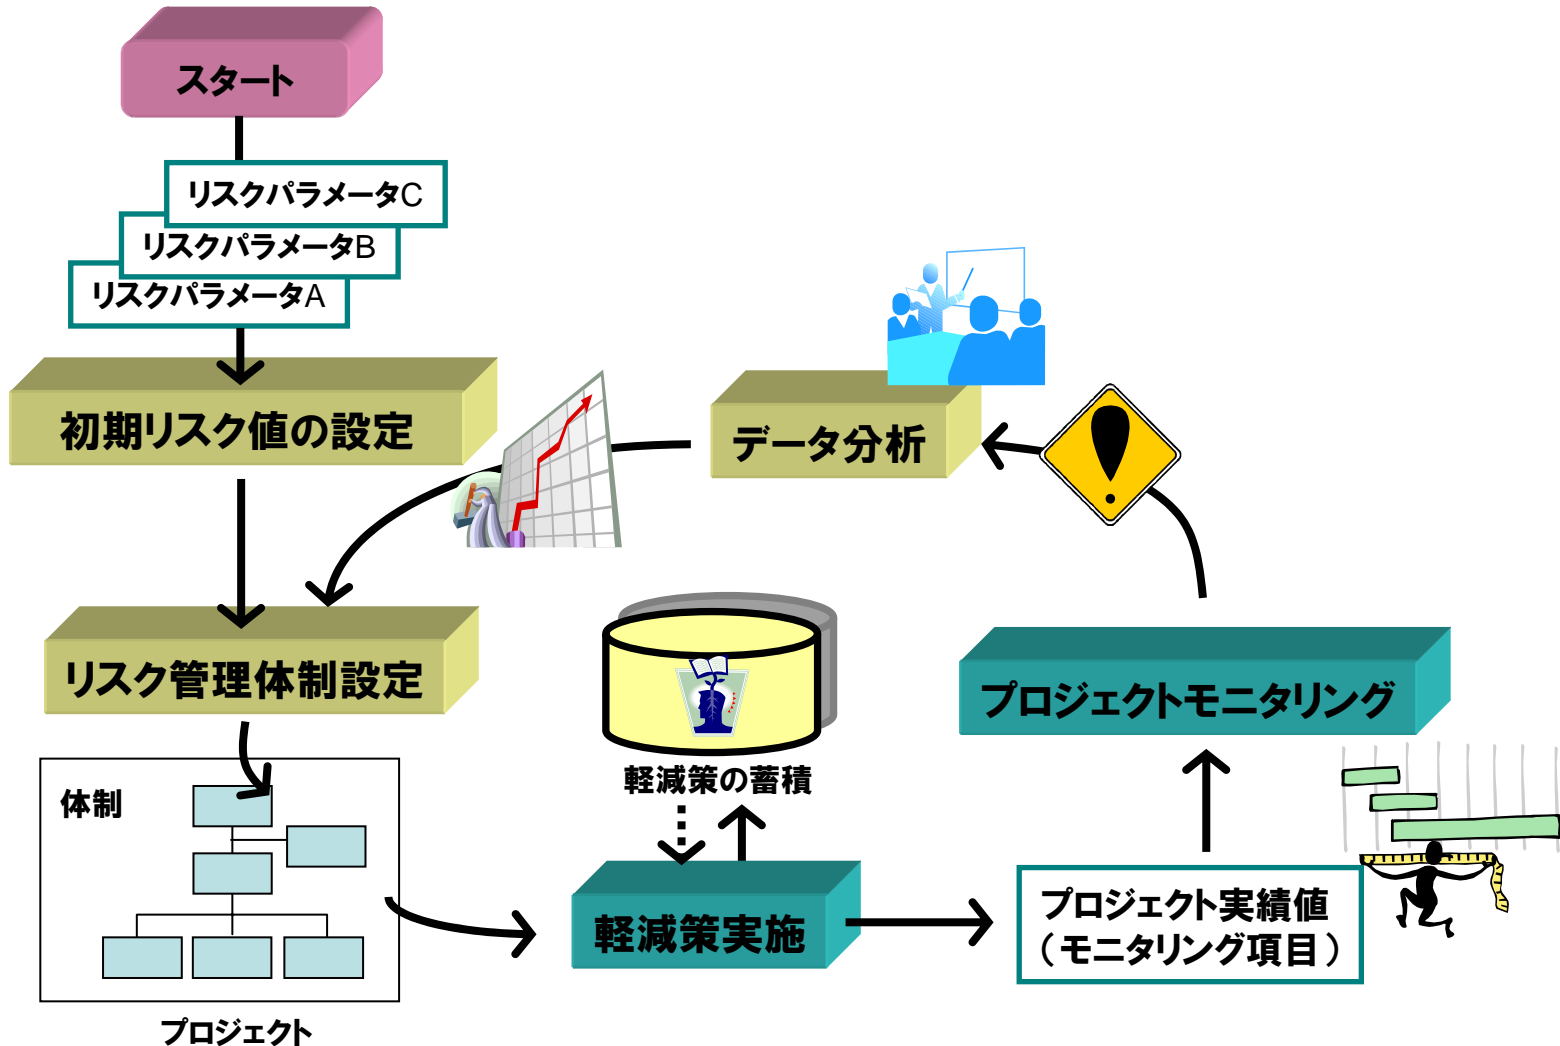 スタート
リスクパラメータC
リスクパラメータB
リスクパラメータA
初期リスク値の設定
データ分析
リスク管理体制設定
プロジェクトモニタリング
軽減策の蓄積
体制
軽減策実施
プロジェクト実績値
（モニタリング項目）
プロジェクト